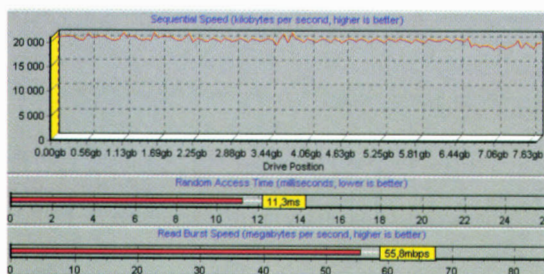 Sequential Speed (kilobytes per second, higher is better)
20 000
15 000
10 000
5 000
0
0.00gb 0.56gb 1.13gb 1.69gb 2.25gb 2.88gb 3.44gb 4.06gb 4.63gb 5.25gb 5.81gb 6.44gb 7.06gb 7.63gb
Drive Position
Random Access Time (milliseconds, lower is better)
11,3ms
0 2 4 6 8 10 12 14 16 18 20 22 24
Read Burst Speed (megabytes per second, higher is better)
55,8mbps
0 10 20 30 40 50 60 70 80